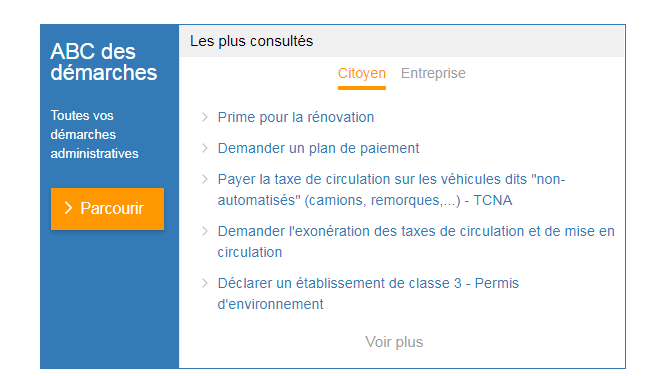 ABC des
démarches
Toutes vos
démarches
administratives
Parcourir
Les plus consultés
Citoyen Entreprise
Prime pour la rénovation
Demander un plan de paiement
Payer la taxe de circulation sur les véhicules dits "non-
automatisés" (camions, remorques,...) - TCNA
Demander l'exonération des taxes de circulation et de mise en
circulation
Déclarer un établissement de classe 3 - Permis
d'environnement
Voir plus